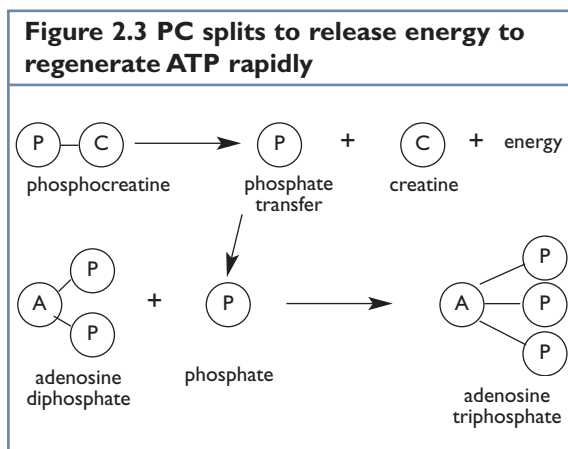 Figure 2.3 PC splits to release energy to
regenerate ATP rapidly
P C P + C + energy
phosphocreatine phosphate creatine
transfer
P P
A + P A P
P P
adenosine phosphate adenosine
diphosphate triphosphate